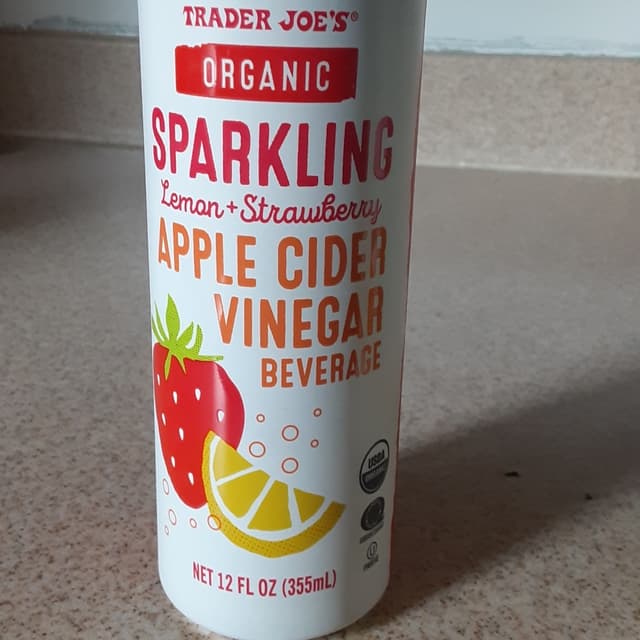 TRADER JOE'S®
ORGANIC
SPARKLING
Lemon + Strawberry
APPLE CIDER
VINEGAR
BEVERAGE
USDA
NET 12 FL OZ (355mL)